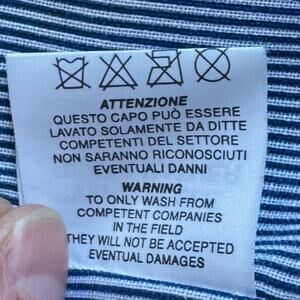 ATTENZIONE
QUESTO CAPO PUÒ ESSERE
LAVATO SOLAMENTE DA DITTE
COMPETENTI DEL SETTORE
NON SARANNO RICONOSCIUTI
EVENTUALI DANNI
WARNING
TO ONLY WASH FROM
COMPETENT COMPANIES
IN THE FIELD
THEY WILL NOT BE ACCEPTED
EVENTUAL DAMAGES